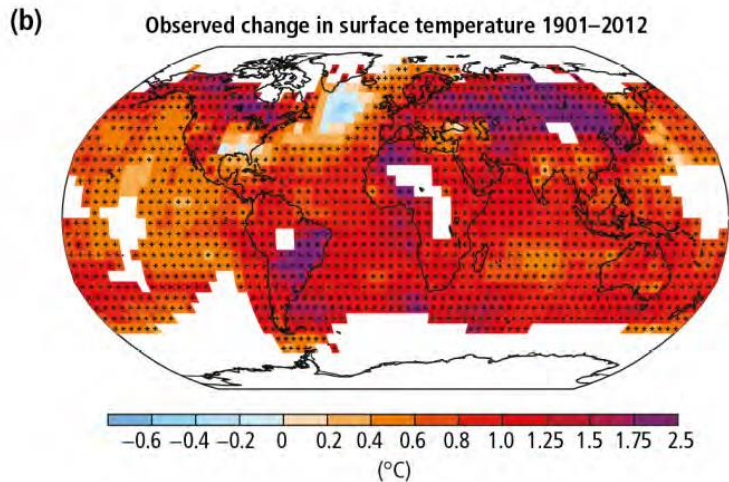 (b)
Observed change in surface temperature 1901–2012
−0.6 −0.4 −0.2 0 0.2 0.4 0.6 0.8 1.0 1.25 1.5 1.75 2.5
(°C)